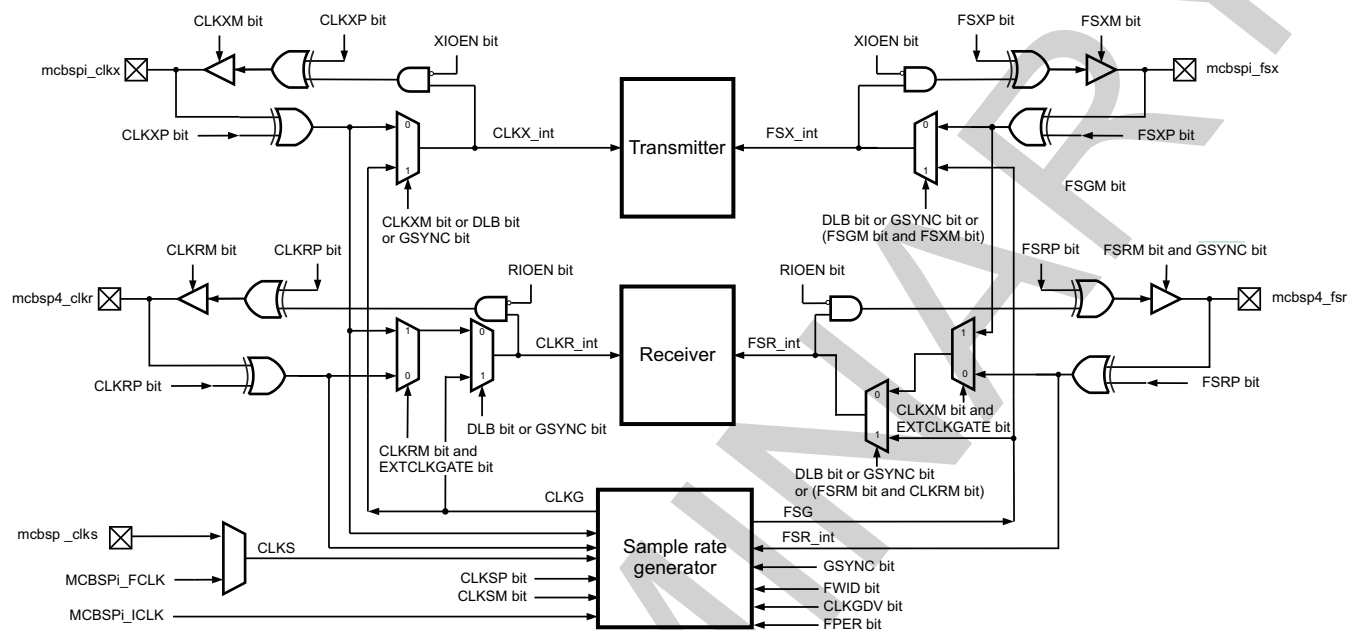 CLKXM bit
CLKXP bit
XIOEN bit
mcbspi_clkx
CLKXP bit
0
1
CLKX_int
CLKXM bit or DLB bit
or GSYNC bit
Transmitter
FSXP bit
FSXM bit
XIOEN bit
mcbspi_fsx
FSX_int
0
1
FSXP bit
FSGM bit
DLB bit or GSYNC bit or
(FSGM bit and FSXM bit)
CLKRM bit
CLKRP bit
RIOEN bit
mcbsp4_clkr
CLKRP bit
1
0
0
1
CLKR_int
DLB bit or GSYNC bit
CLKRM bit and
EXTCLKGATE bit
Receiver
RIOEN bit
FSRP bit
FSRM bit and GSYNC bit
mcbsp4_fsr
FSR_int
1
0
0
1
FSRP bit
CLKXM bit and
EXTCLKGATE bit
DLB bit or GSYNC bit
or (FSRM bit and CLKRM bit)
CLKG
FSG
mcbsp _clks
CLKS
MCBSPi_FCLK
MCBSPi_ICLK
CLKSP bit
CLKSM bit
Sample rate
generator
FSR_int
GSYNC bit
FWID bit
CLKGDV bit
FPER bit
MINARY